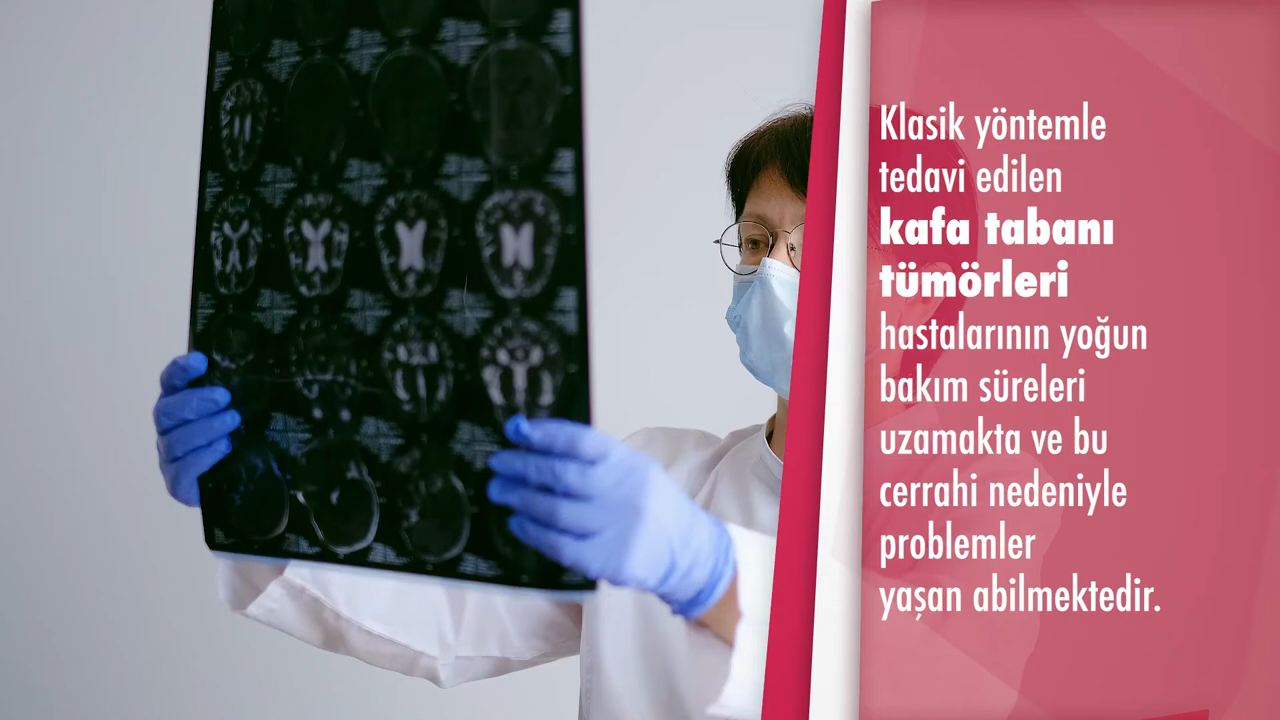 Klasik yöntemle
tedavi edilen
kafa tabanı
tümörleri
hastalarının yoğun
bakım süreleri
uzamakta ve bu
cerrahi nedeniyle
problemler
yaşan abilmektedir.